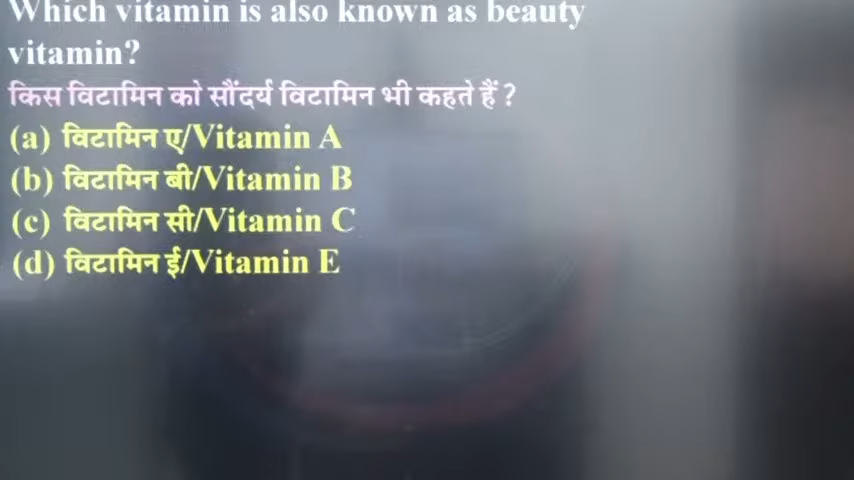 Which vitamin is also known as beauty
vitamin?
किस विटामिन को सौंदर्य विटामिन भी कहते हैं ?
(a) विटामिन ए/Vitamin A
(b) विटामिन बी/Vitamin B
(c) विटामिन सी/Vitamin C
(d) विटामिन ई/Vitamin E